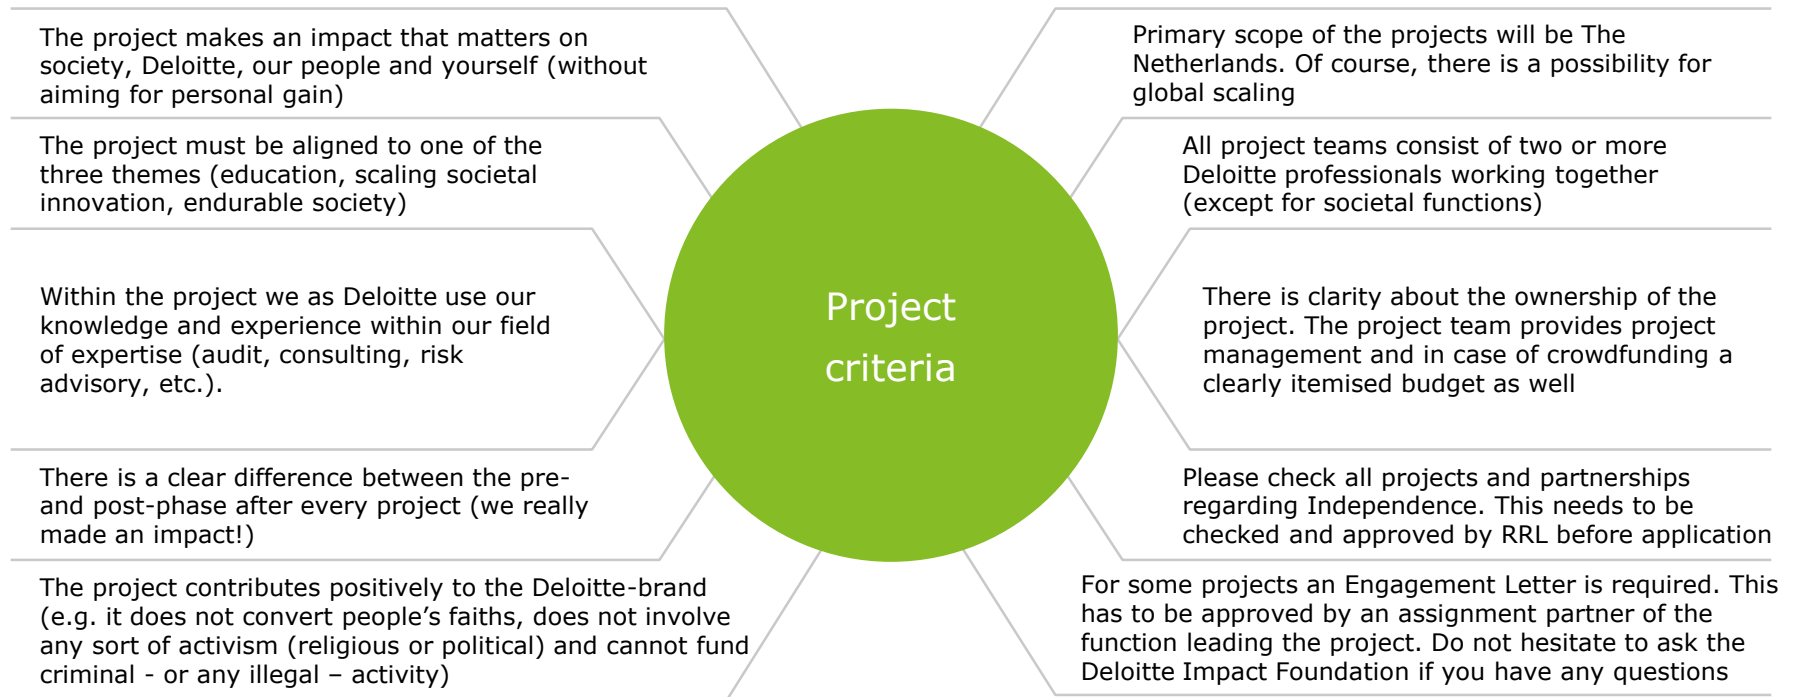 The project makes an impact that matters on
society, Deloitte, our people and yourself (without
aiming for personal gain)
The project must be aligned to one of the
three themes (education, scaling societal
innovation, endurable society)
Within the project we as Deloitte use our
knowledge and experience within our field
of expertise (audit, consulting, risk
advisory, etc.).
There is a clear difference between the pre-
and post-phase after every project (we really
made an impact!)
The project contributes positively to the Deloitte-brand
(e.g. it does not convert people’s faiths, does not involve
any sort of activism (religious or political) and cannot fund
criminal - or any illegal – activity)
Project
criteria
Primary scope of the projects will be The
Netherlands. Of course, there is a possibility for
global scaling
All project teams consist of two or more
Deloitte professionals working together
(except for societal functions)
There is clarity about the ownership of the
project. The project team provides project
management and in case of crowdfunding a
clearly itemised budget as well
Please check all projects and partnerships
regarding Independence. This needs to be
checked and approved by RRL before application
For some projects an Engagement Letter is required. This
has to be approved by an assignment partner of the
function leading the project. Do not hesitate to ask the
Deloitte Impact Foundation if you have any questions